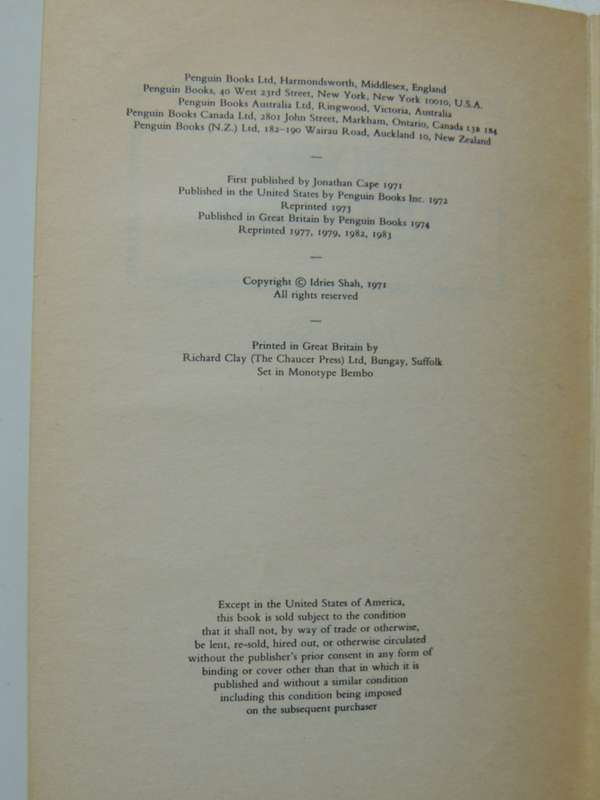 Penguin Books Ltd, Harmondsworth, Middlesex, England
Penguin Books, 40 West 23rd Street, New York, New York 10010, U.S.A.
Penguin Books Australia Ltd, Ringwood, Victoria, Australia
Penguin Books Canada Ltd, 2801 John Street, Markham, Ontario, Canada L3R 1B4
Penguin Books (N.Z.) Ltd, 182–190 Wairau Road, Auckland 10, New Zealand
—
First published by Jonathan Cape 1971
Published in the United States by Penguin Books Inc. 1972
Reprinted 1973
Published in Great Britain by Penguin Books 1974
Reprinted 1977, 1979, 1982, 1983
—
Copyright © Idries Shah, 1971
All rights reserved
—
Printed in Great Britain by
Richard Clay (The Chaucer Press) Ltd, Bungay, Suffolk
Set in Monotype Bembo
Except in the United States of America,
this book is sold subject to the condition
that it shall not, by way of trade or otherwise,
be lent, re-sold, hired out, or otherwise circulated
without the publisher's prior consent in any form of
binding or cover other than that in which it is
published and without a similar condition
including this condition being imposed
on the subsequent purchaser